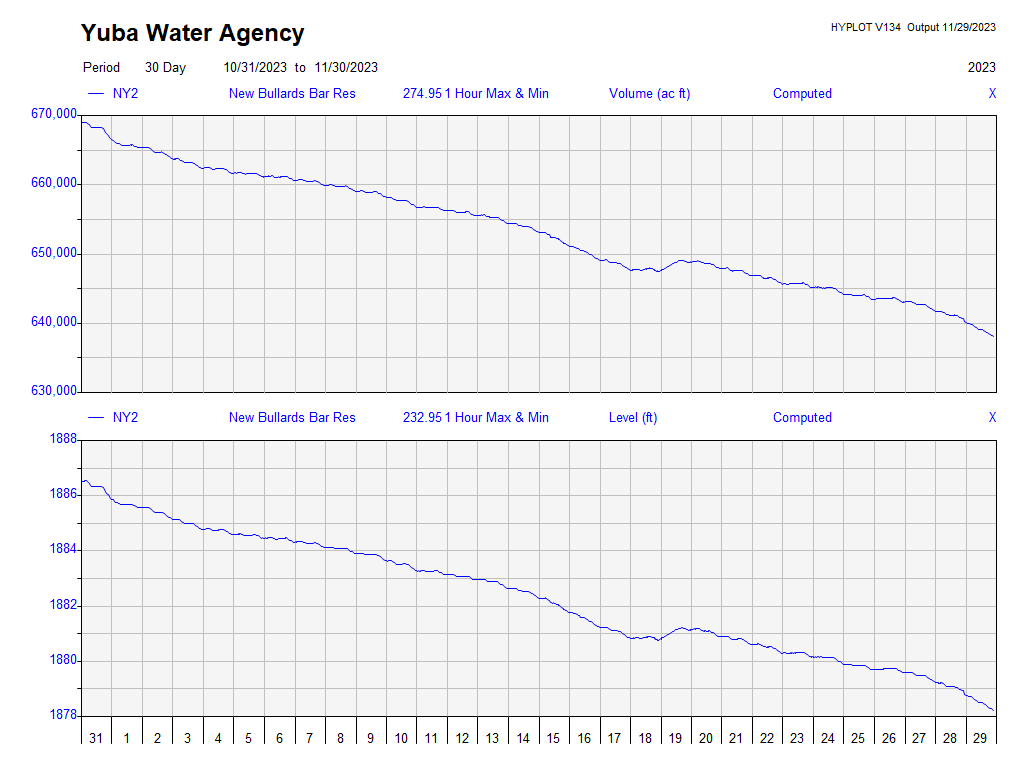 Yuba Water Agency
HYPLOT V134 Output 11/29/2023
Period 30 Day 10/31/2023 to 11/30/2023 2023
NY2 New Bullards Bar Res 274.95 1 Hour Max & Min Volume (ac ft) Computed X
670,000
660,000
650,000
640,000
630,000
NY2 New Bullards Bar Res 232.95 1 Hour Max & Min Level (ft) Computed X
1888
1886
1884
1882
1880
1878
31 1 2 3 4 5 6 7 8 9 10 11 12 13 14 15 16 17 18 19 20 21 22 23 24 25 26 27 28 29